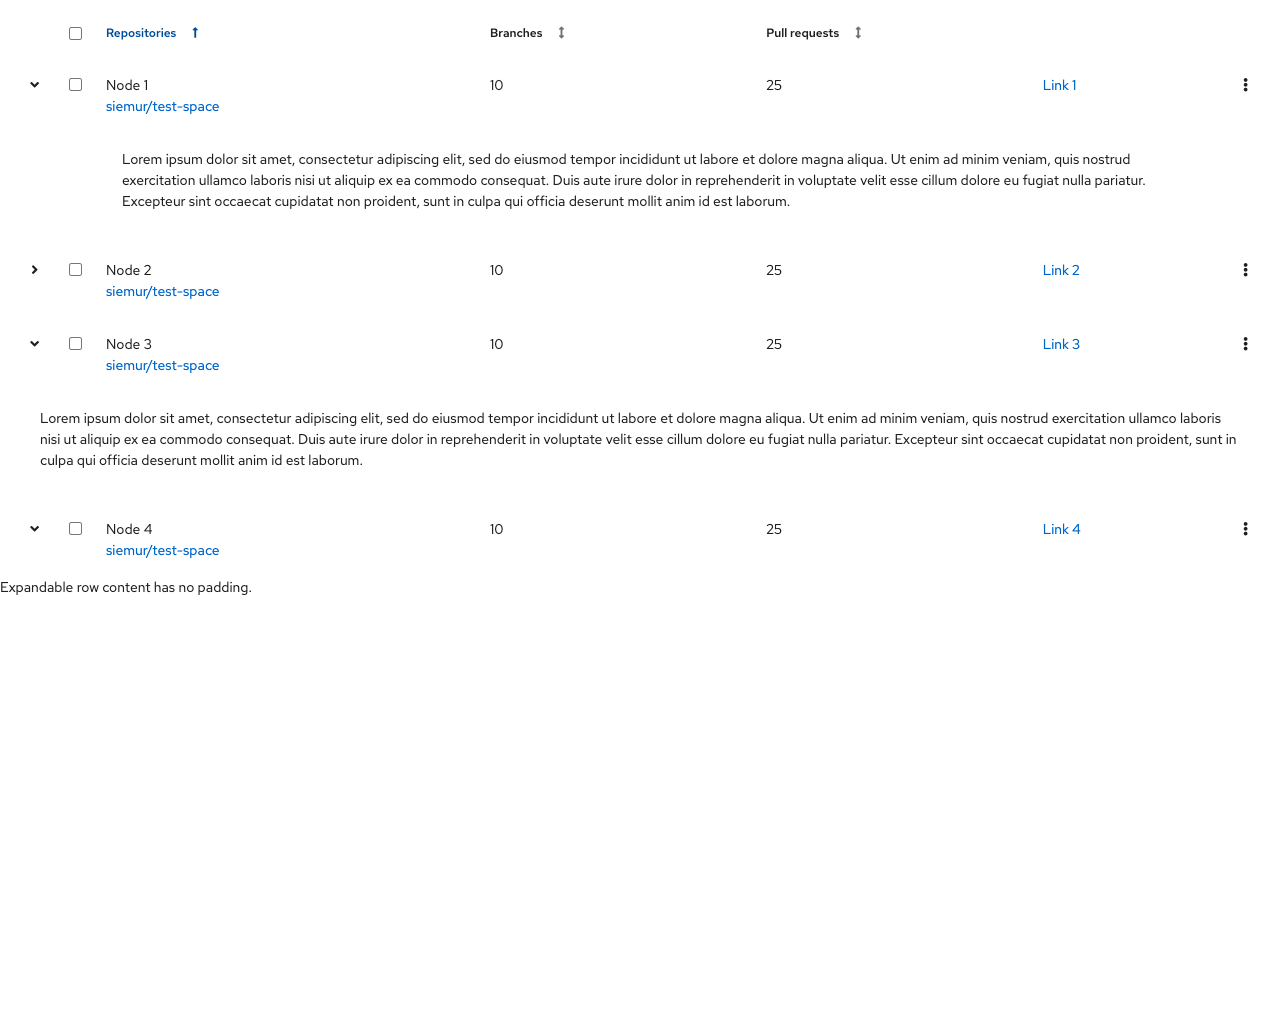 Repositories Branches Pull requests
Node 1 10 25 Link 1
siemur/test-space
Lorem ipsum dolor sit amet, consectetur adipiscing elit, sed do eiusmod tempor incididunt ut labore et dolore magna aliqua. Ut enim ad minim veniam, quis nostrud
exercitation ullamco laboris nisi ut aliquip ex ea commodo consequat. Duis aute irure dolor in reprehenderit in voluptate velit esse cillum dolore eu fugiat nulla pariatur.
Excepteur sint occaecat cupidatat non proident, sunt in culpa qui officia deserunt mollit anim id est laborum.
Node 2 10 25 Link 2
siemur/test-space
Node 3 10 25 Link 3
siemur/test-space
Lorem ipsum dolor sit amet, consectetur adipiscing elit, sed do eiusmod tempor incididunt ut labore et dolore magna aliqua. Ut enim ad minim veniam, quis nostrud exercitation ullamco laboris
nisi ut aliquip ex ea commodo consequat. Duis aute irure dolor in reprehenderit in voluptate velit esse cillum dolore eu fugiat nulla pariatur. Excepteur sint occaecat cupidatat non proident, sunt in
culpa qui officia deserunt mollit anim id est laborum.
Node 4 10 25 Link 4
siemur/test-space
Expandable row content has no padding.